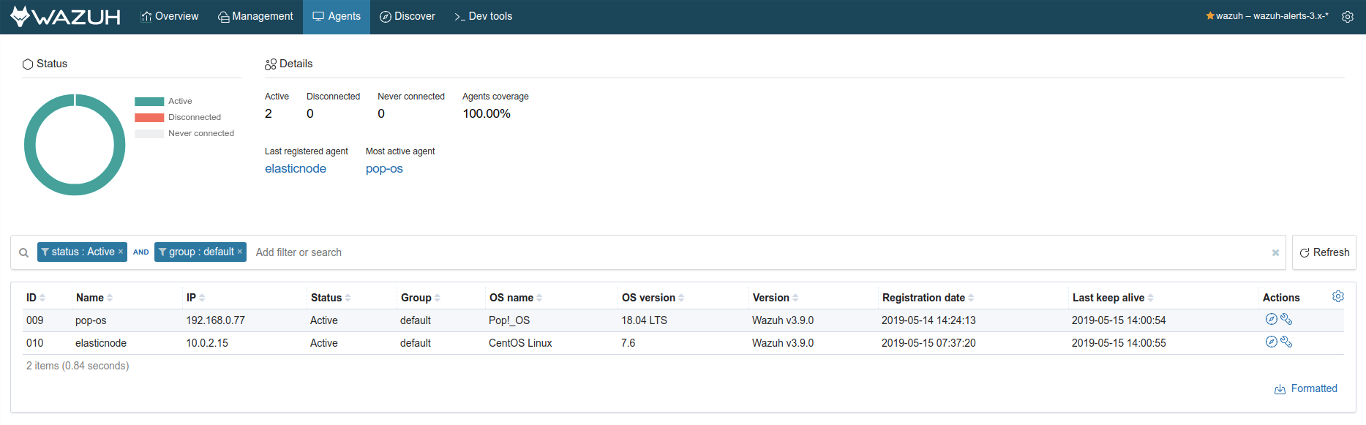 WAZUH Overview Management Agents >_ Discover Dev tools wazuh – wazuh-alerts-3.x-*
Status
Active
Disconnected
Never connected
Details
Active Disconnected Never connected Agents coverage
2 0 0 100.00%
Last registered agent Most active agent
elasticnode pop-os
status : Active × AND group : default × Add filter or search × Refresh
ID Name IP Status Group OS name OS version Version Registration date Last keep alive Actions
009 pop-os 192.168.0.77 Active default Pop!_OS 18.04 LTS Wazuh v3.9.0 2019-05-14 14:24:13 2019-05-15 14:00:54
010 elasticnode 10.0.2.15 Active default CentOS Linux 7.6 Wazuh v3.9.0 2019-05-15 07:37:20 2019-05-15 14:00:55
2 items (0.84 seconds)
Formatted